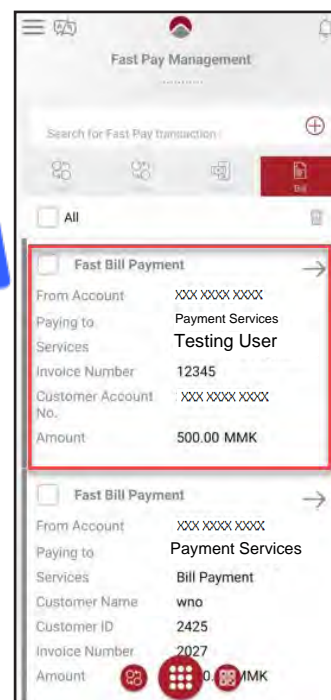 Fast Pay Management
Search for Fast Pay transaction
Bill
All
Fast Bill Payment
From Account XXX XXXX XXXX
Paying to Payment Services
Services Testing User
Invoice Number 12345
Customer Account XXX XXXX XXXX
No.
Amount 500.00 MMK
Fast Bill Payment
From Account XXX XXXX XXXX
Paying to Payment Services
Services Bill Payment
Customer Name wno
Customer ID 2425
Invoice Number 2027
Amount MMK